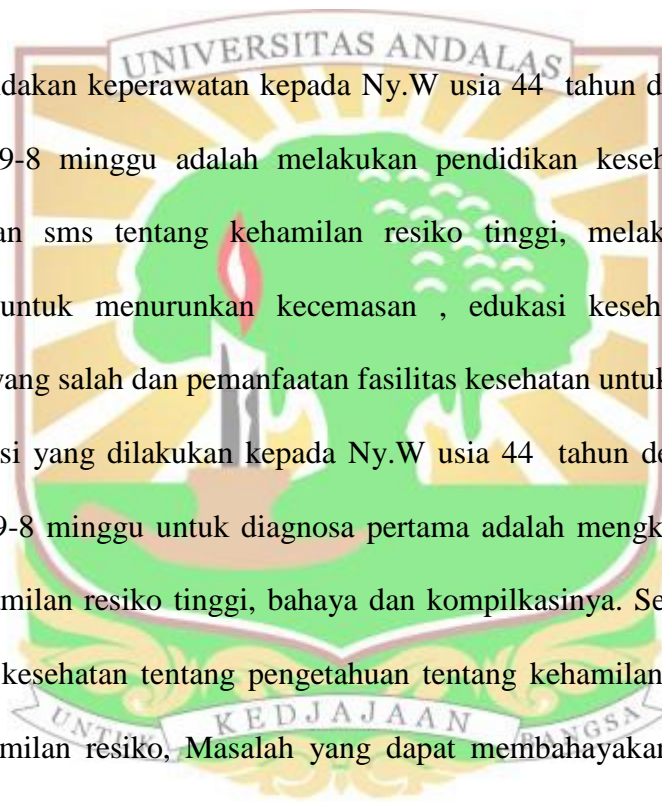 UNIVERSITAS ANDALAS
dakan keperawatan kepada Ny.W usia 44 tahun d
9-8 minggu adalah melakukan pendidikan keseh
an sms tentang kehamilan resiko tinggi, melak
untuk menurunkan kecemasan , edukasi keseh
yang salah dan pemanfaatan fasilitas kesehatan untuk
si yang dilakukan kepada Ny.W usia 44 tahun de
9-8 minggu untuk diagnosa pertama adalah mengk
amilan resiko tinggi, bahaya dan kompilkasinya. Se
kesehatan tentang pengetahuan tentang kehamilan
UNTUK KEDJAJAAN BANGSA
amilan resiko, Masalah yang dapat membahayakan